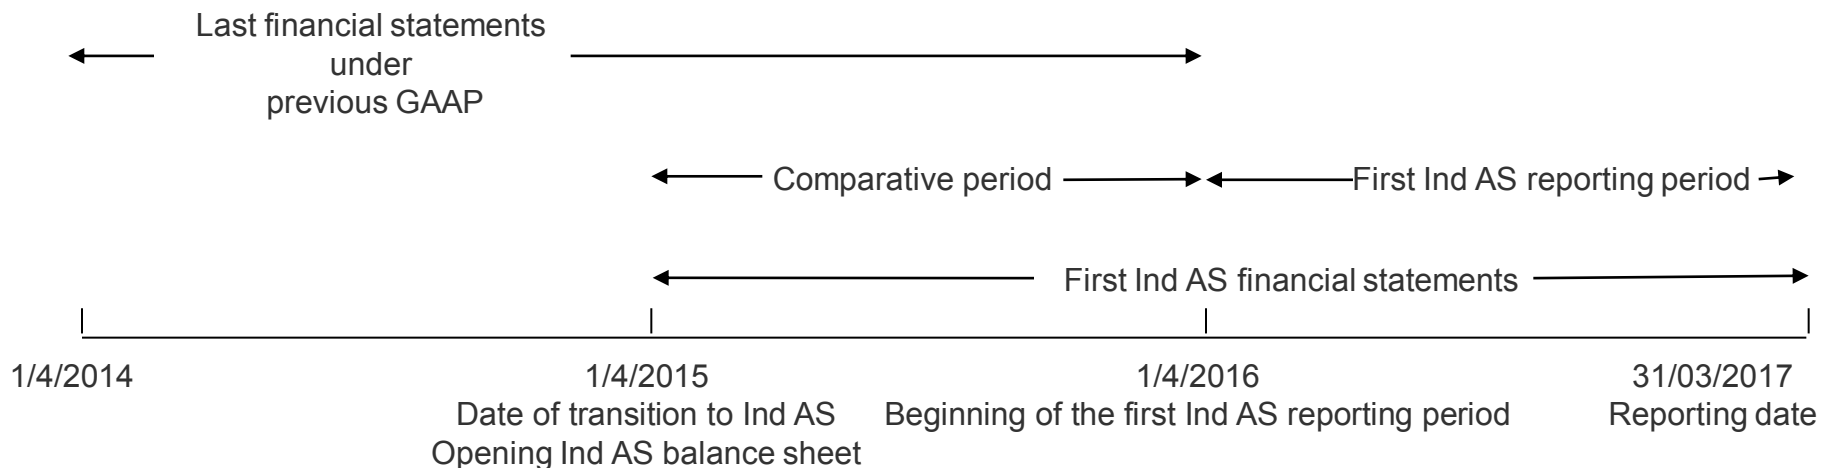 Last financial statements
under
previous GAAP
Comparative period
First Ind AS reporting period
First Ind AS financial statements
1/4/2014
1/4/2015
1/4/2016
31/03/2017
Date of transition to Ind AS
Beginning of the first Ind AS reporting period
Reporting date
Opening Ind AS balance sheet